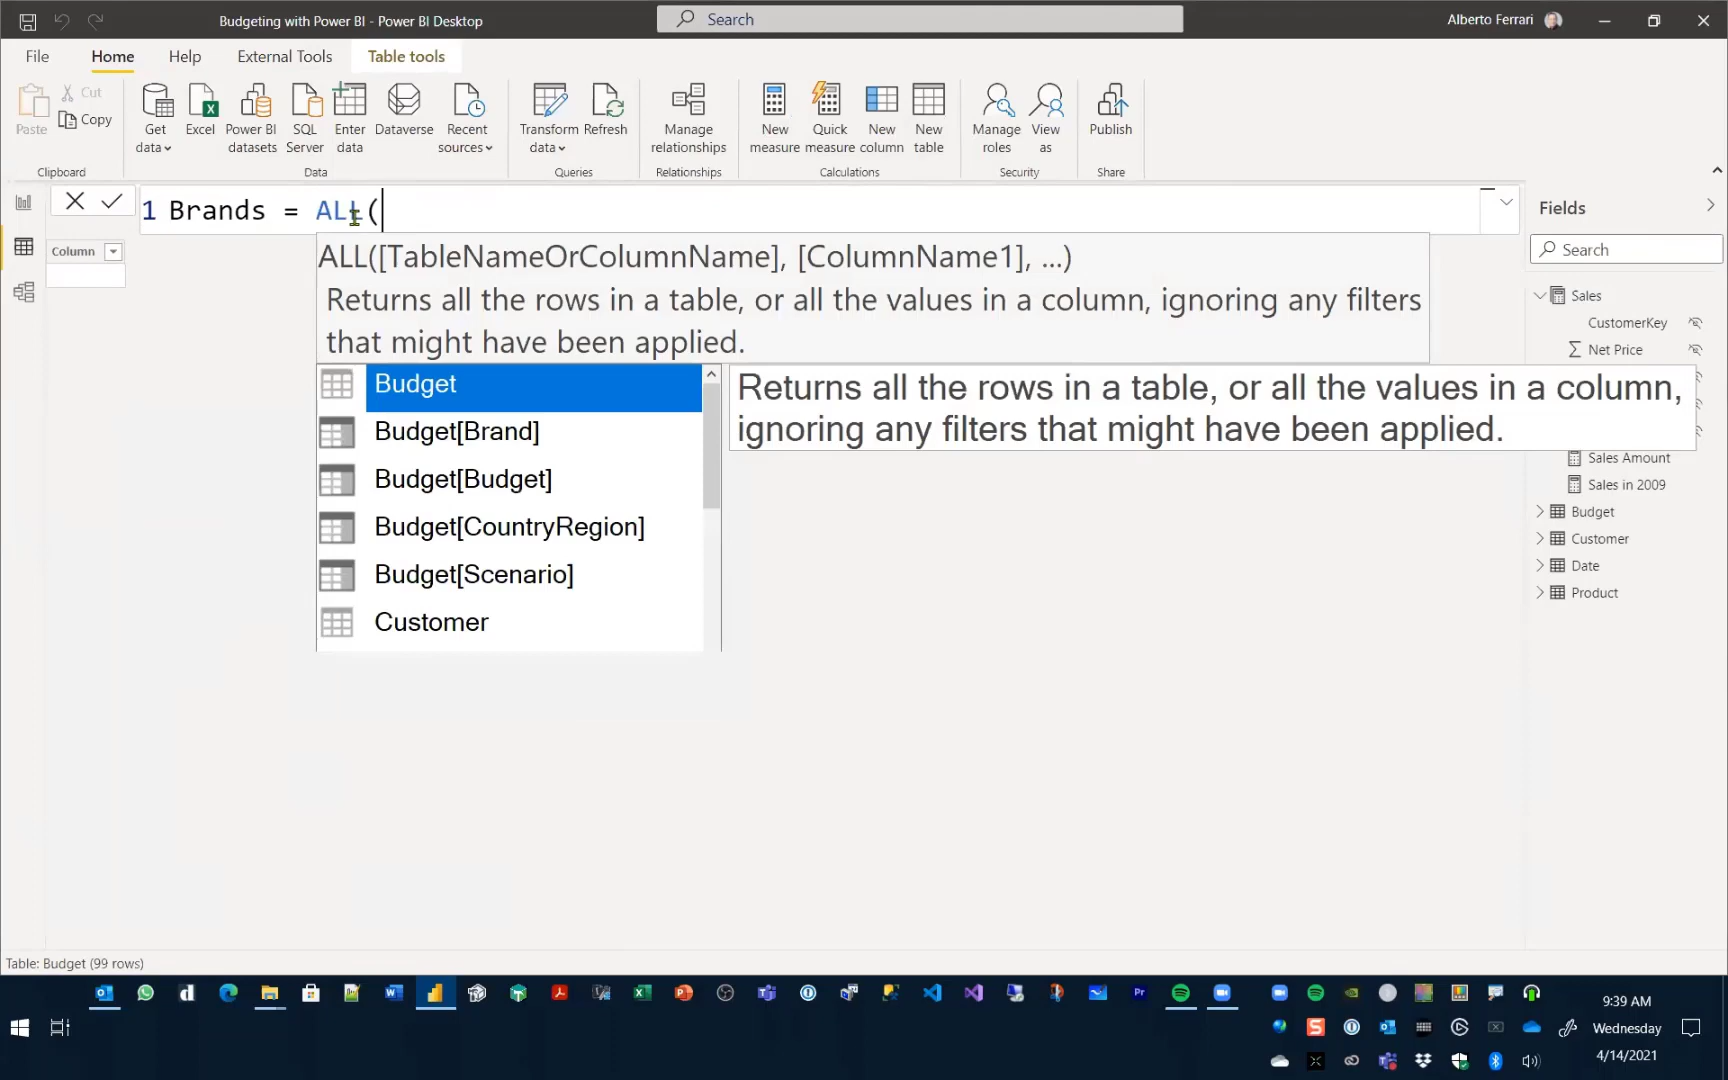 Budgeting with Power BI - Power BI Desktop
Search
Alberto Ferrari
File
Home
Help
External Tools
Table tools
Paste
Cut
Copy
Get data
Excel
Power BI datasets
SQL Server
Enter data
Dataverse
Recent sources
Transform data
Refresh
Manage relationships
New measure
Quick measure
New column
New table
Manage roles
View as
Publish
Clipboard
Data
Queries
Relationships
Calculations
Security
Share
1 Brands = ALL(
Column
ALL([TableNameOrColumnName], [ColumnName1], ...)
Returns all the rows in a table, or all the values in a column, ignoring any filters
that might have been applied.
Budget
Budget[Brand]
Budget[Budget]
Budget[CountryRegion]
Budget[Scenario]
Customer
Returns all the rows in a table, or all the values in a column,
ignoring any filters that might have been applied.
Fields
Search
Sales
CustomerKey
Net Price
Sales Amount
Sales in 2009
Budget
Customer
Date
Product
Table: Budget (99 rows)
9:39 AM
Wednesday
4/14/2021